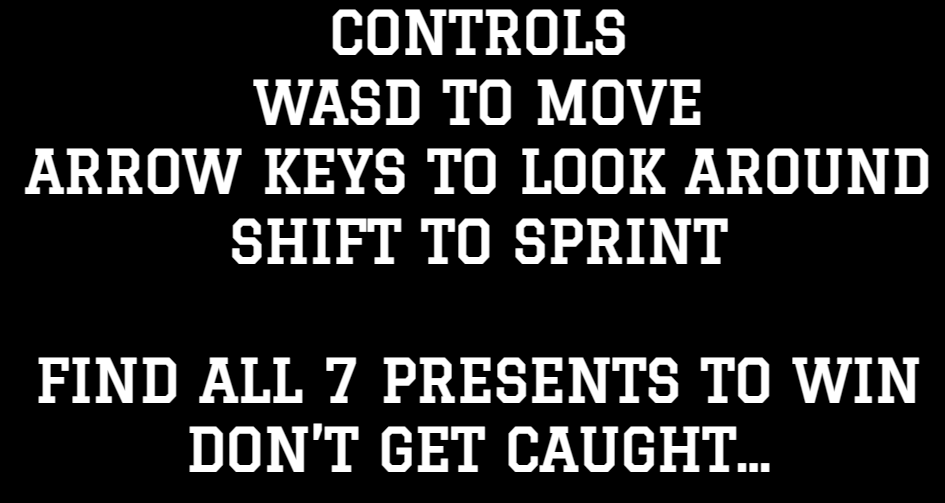 CONTROLS
WASD TO MOVE
ARROW KEYS TO LOOK AROUND
SHIFT TO SPRINT
FIND ALL 7 PRESENTS TO WIN
DON'T GET CAUGHT...